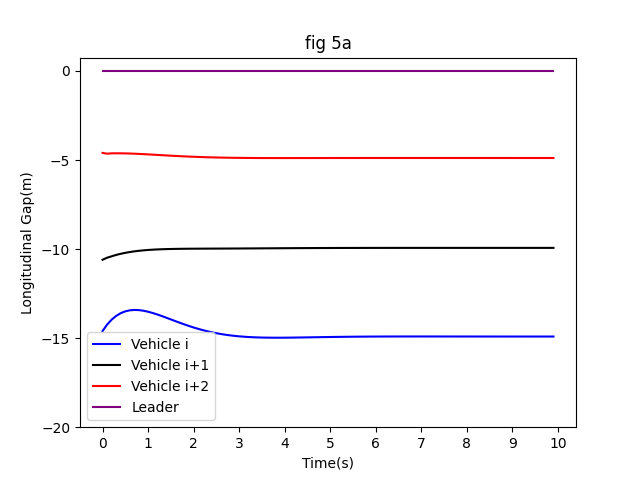 fig 5a
0
−5
−10
−15
−20
Longitudinal Gap(m)
Vehicle i
Vehicle i+1
Vehicle i+2
Leader
0 1 2 3 4 5 6 7 8 9 10
Time(s)